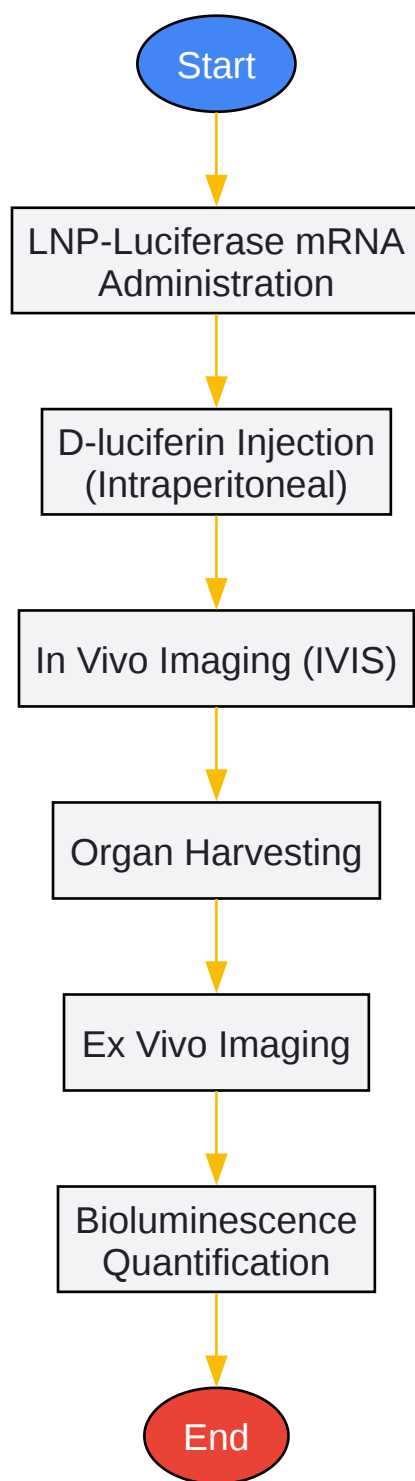 Start
LNP-Luciferase mRNA
Administration
D-luciferin Injection
(Intraperitoneal)
In Vivo Imaging (IVIS)
Organ Harvesting
Ex Vivo Imaging
Bioluminescence
Quantification
End